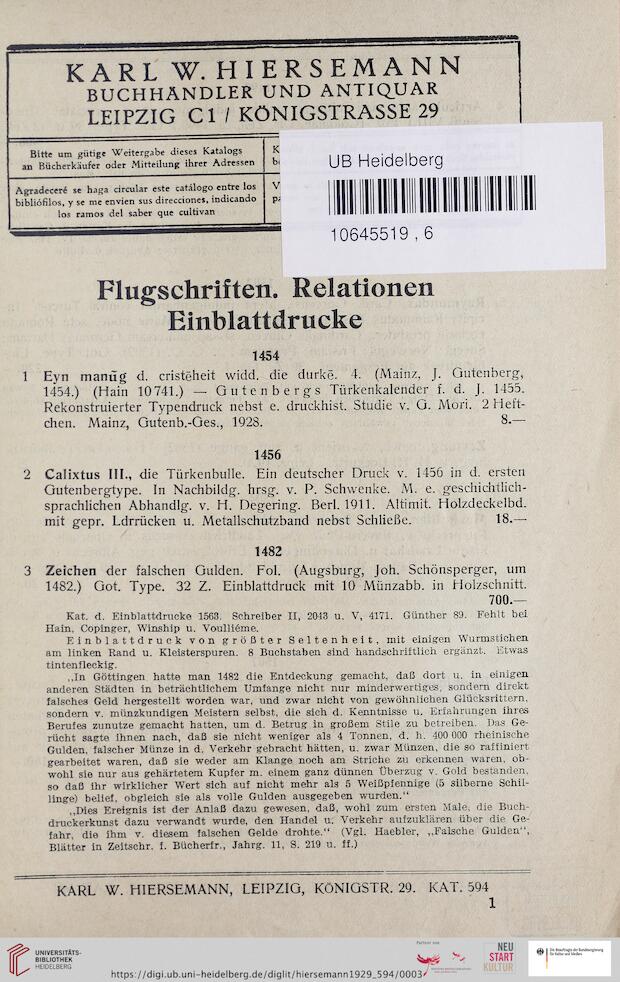 KARL W. HIERSEMANN
BUCHHÄNDLER UND ANTIQUAR
LEIPZIG C1 / KÖNIGSTRASSE 29
Bitte um gütige Weitergabe dieses Katalogs
an Bücherkäufer oder Mitteilung ihrer Adressen
Agradeceré se haga circular este catálogo entre los
bibliófilos, y se me envien sus direcciones, indicando
los ramos del saber que cultivan
UB Heidelberg
10645519 , 6
Flugschriften. Relationen
Einblattdrucke
1454
1 Eyn manūg d. cristēheit widd. die durkē. 4. (Mainz, J. Gutenberg,
1454.) (Hain 10741.) — Gutenbergs Türkenkalender f. d. J. 1455.
Rekonstruierter Typendruck nebst e. druckhist. Studie v. G. Mori. 2 Heft-
chen. Mainz, Gutenb.-Ges., 1928. 8.—
1456
2 Calixtus III., die Türkenbulle. Ein deutscher Druck v. 1456 in d. ersten
Gutenbergtype. In Nachbildg. hrsg. v. P. Schwenke. M. e. geschichtlich-
sprachlichen Abhandlg. v. H. Degering. Berl. 1911. Altimit. Holzdeckelbd.
mit gepr. Ldrrücken u. Metallschutzband nebst Schließe. 18.—
1482
3 Zeichen der falschen Gulden. Fol. (Augsburg, Joh. Schönsperger, um
1482.) Got. Type. 32 Z. Einblattdruck mit 10 Münzabb. in Holzschnitt.
700.—
Kat. d. Einblattdrucke 1563. Schreiber II, 2043 u. V, 4171. Günther 89. Fehlt bei
Hain, Copinger, Winship u. Voulliéme.
Einblattdruck von größter Seltenheit, mit einigen Wurmstichen
am linken Rand u. Kleisterspuren. 8 Buchstaben sind handschriftlich ergänzt. Etwas
tintenfleckig.
„In Göttingen hatte man 1482 die Entdeckung gemacht, daß dort u. in einigen
anderen Städten in beträchtlichem Umfange nicht nur minderwertiges, sondern direkt
falsches Geld hergestellt worden war, und zwar nicht von gewöhnlichen Glücksrittern,
sondern v. münzkundigen Meistern selbst, die sich d. Kenntnisse u. Erfahrungen ihres
Berufes zunutze gemacht hatten, um d. Betrug in großem Stile zu betreiben. Das Ge-
rücht sagte ihnen nach, daß sie nicht weniger als 4 Tonnen, d. h. 400 000 rheinische
Gulden, falscher Münze in d. Verkehr gebracht hätten, u. zwar Münzen, die so raffiniert
gearbeitet waren, daß sie weder am Klange noch am Striche zu erkennen waren, ob-
wohl sie nur aus gehärtetem Kupfer m. einem ganz dünnen Überzug v. Gold bestanden,
so daß ihr wirklicher Wert sich auf nicht mehr als 5 Weißpfennige (5 silberne Schil-
linge) belief, obgleich sie als volle Gulden ausgegeben wurden.“
„Dies Ereignis ist der Anlaß dazu gewesen, daß, wohl zum ersten Male, die Buch-
druckerkunst dazu verwandt wurde, den Handel u. Verkehr aufzuklären über die Ge-
fahr, die ihm v. diesem falschen Gelde drohte.“ (Vgl. Haebler, „Falsche Gulden“,
Blätter in Zeitschr. f. Bücherfr., Jahrg. 11, S. 219 u. ff.)
KARL W. HIERSEMANN, LEIPZIG, KÖNIGSTR. 29. KAT. 594
1
UNIVERSITÄTS-
BIBLIOTHEK
HEIDELBERG
https://digi.ub.uni-heidelberg.de/diglit/hiersemann1929_594/0003
Partner von
NEU
START
KULTUR
Die Beauftragte der Bundesregierung
für Kultur und Medien